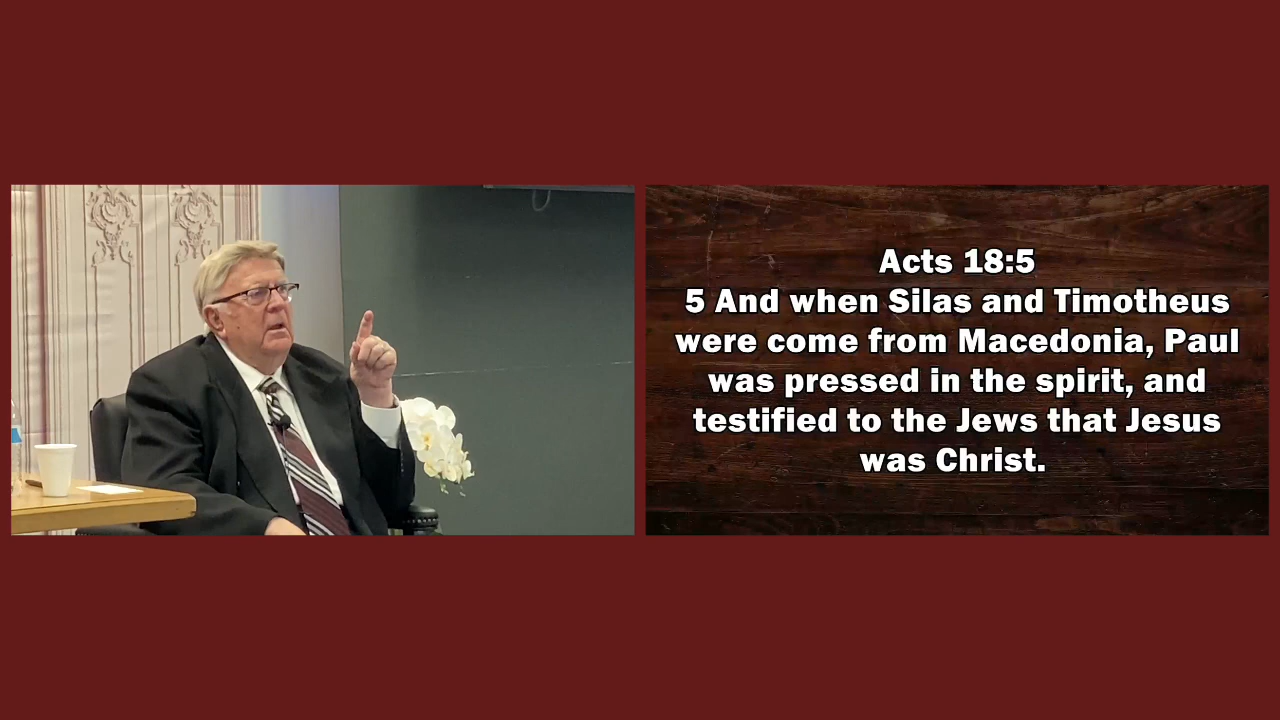 Acts 18:5
5 And when Silas and Timotheus
were come from Macedonia, Paul
was pressed in the spirit, and
testified to the Jews that Jesus
was Christ.